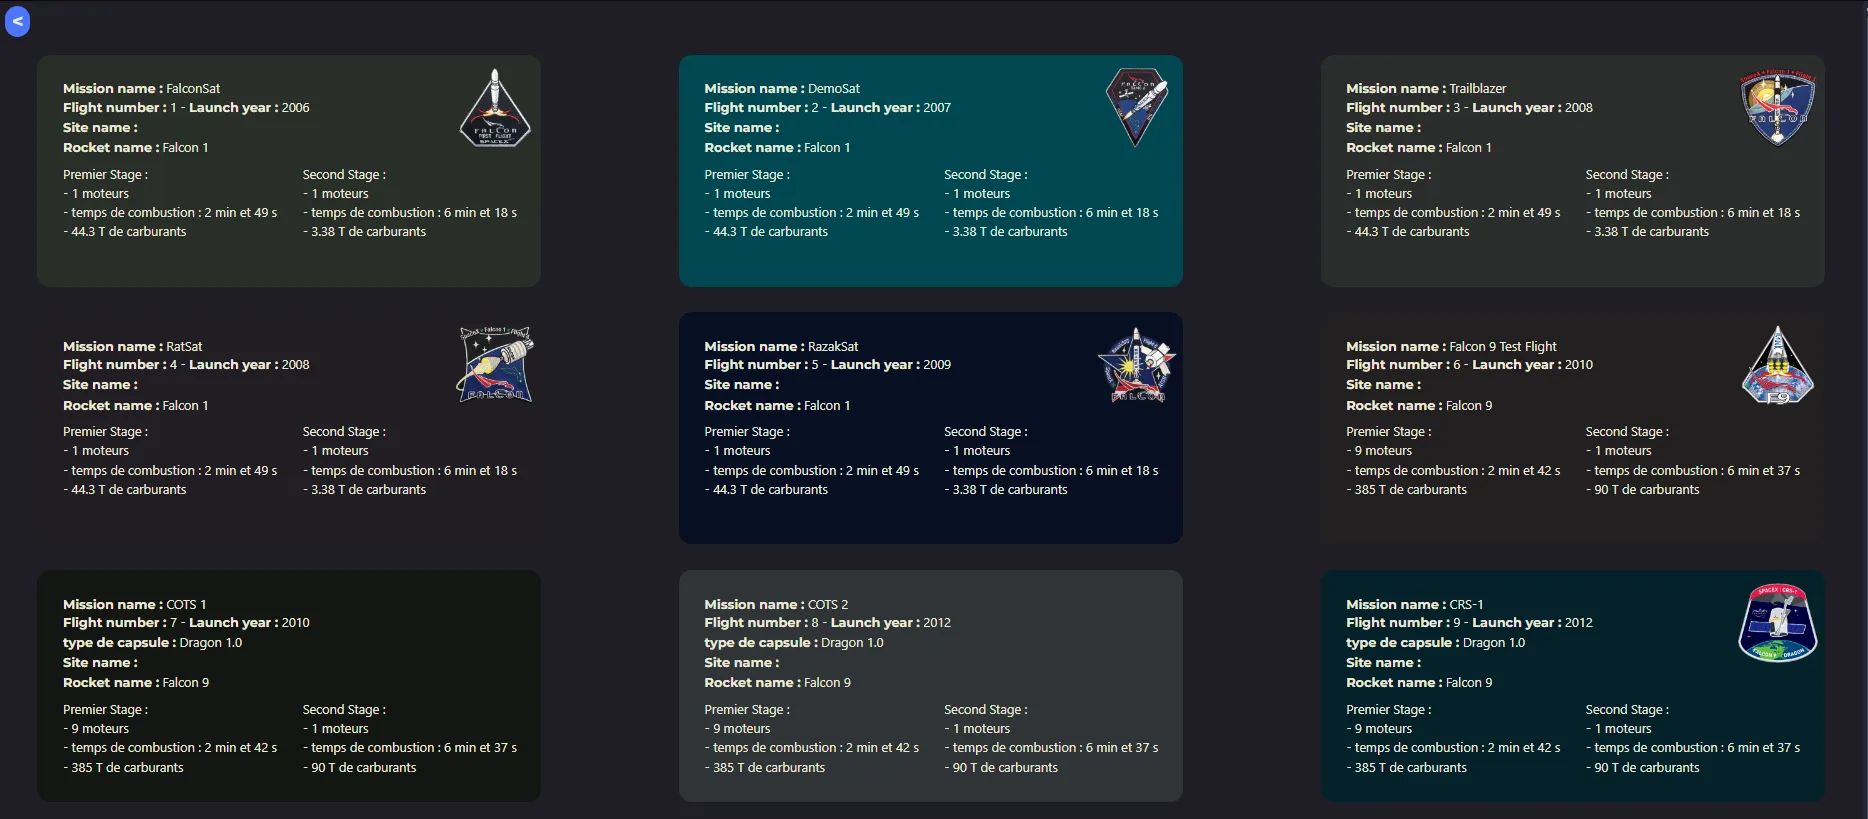 <
Mission name : FalconSat
Flight number : 1 - Launch year : 2006
Site name :
Rocket name : Falcon 1
Premier Stage :
- 1 moteurs
- temps de combustion : 2 min et 49 s
- 44.3 T de carburants
Second Stage :
- 1 moteurs
- temps de combustion : 6 min et 18 s
- 3.38 T de carburants
FALCON
FIRST FLIGHT
SPACEX
Mission name : DemoSat
Flight number : 2 - Launch year : 2007
Site name :
Rocket name : Falcon 1
Premier Stage :
- 1 moteurs
- temps de combustion : 2 min et 49 s
- 44.3 T de carburants
Second Stage :
- 1 moteurs
- temps de combustion : 6 min et 18 s
- 3.38 T de carburants
FALCON
Mission name : Trailblazer
Flight number : 3 - Launch year : 2008
Site name :
Rocket name : Falcon 1
Premier Stage :
- 1 moteurs
- temps de combustion : 2 min et 49 s
- 44.3 T de carburants
Second Stage :
- 1 moteurs
- temps de combustion : 6 min et 18 s
- 3.38 T de carburants
FALCON
Mission name : RatSat
Flight number : 4 - Launch year : 2008
Site name :
Rocket name : Falcon 1
Premier Stage :
- 1 moteurs
- temps de combustion : 2 min et 49 s
- 44.3 T de carburants
Second Stage :
- 1 moteurs
- temps de combustion : 6 min et 18 s
- 3.38 T de carburants
FALCON
Mission name : RazakSat
Flight number : 5 - Launch year : 2009
Site name :
Rocket name : Falcon 1
Premier Stage :
- 1 moteurs
- temps de combustion : 2 min et 49 s
- 44.3 T de carburants
Second Stage :
- 1 moteurs
- temps de combustion : 6 min et 18 s
- 3.38 T de carburants
FALCON
Mission name : Falcon 9 Test Flight
Flight number : 6 - Launch year : 2010
Site name :
Rocket name : Falcon 9
Premier Stage :
- 9 moteurs
- temps de combustion : 2 min et 42 s
- 385 T de carburants
Second Stage :
- 1 moteurs
- temps de combustion : 6 min et 37 s
- 90 T de carburants
F9
Mission name : COTS 1
Flight number : 7 - Launch year : 2010
type de capsule : Dragon 1.0
Site name :
Rocket name : Falcon 9
Premier Stage :
- 9 moteurs
- temps de combustion : 2 min et 42 s
- 385 T de carburants
Second Stage :
- 1 moteurs
- temps de combustion : 6 min et 37 s
- 90 T de carburants
Mission name : COTS 2
Flight number : 8 - Launch year : 2012
type de capsule : Dragon 1.0
Site name :
Rocket name : Falcon 9
Premier Stage :
- 9 moteurs
- temps de combustion : 2 min et 42 s
- 385 T de carburants
Second Stage :
- 1 moteurs
- temps de combustion : 6 min et 37 s
- 90 T de carburants
Mission name : CRS-1
Flight number : 9 - Launch year : 2012
type de capsule : Dragon 1.0
Site name :
Rocket name : Falcon 9
Premier Stage :
- 9 moteurs
- temps de combustion : 2 min et 42 s
- 385 T de carburants
Second Stage :
- 1 moteurs
- temps de combustion : 6 min et 37 s
- 90 T de carburants
SPACEX CRS-1
FALCON 9 DRAGON